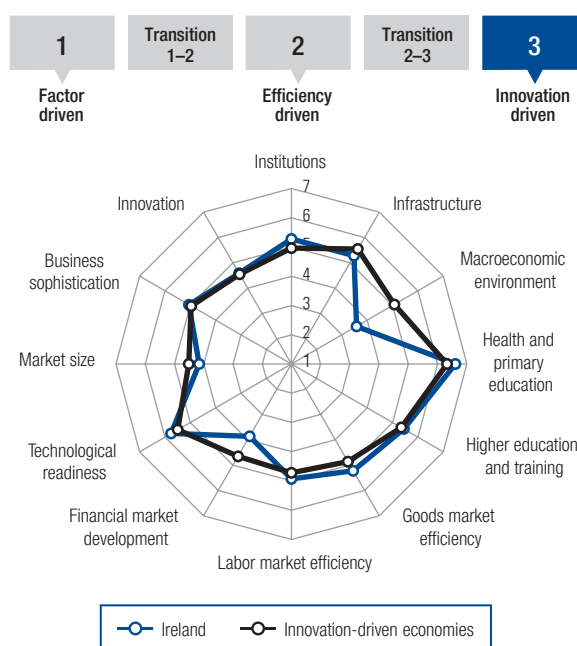 1
Transition
1–2
2
Transition
2–3
3
Factor
driven
Efficiency
driven
Innovation
driven
Institutions
Innovation
7
Infrastructure
6
Business
sophistication
5
Macroeconomic
environment
4
3
2
Market size
1
Health and
primary
education
Technological
readiness
Higher education
and training
Financial market
development
Goods market
efficiency
Labor market efficiency
Ireland
Innovation-driven economies